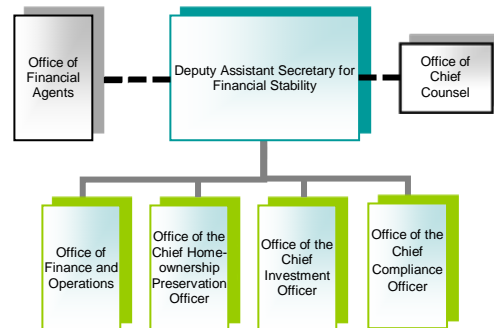 Office of
Financial
Agents
Deputy Assistant Secretary for
Financial Stability
Office of
Chief
Counsel
Office of
Finance and
Operations
Office of the
Chief Home-
ownership
Preservation
Officer
Office of the
Chief
Investment
Officer
Office of the
Chief
Compliance
Officer